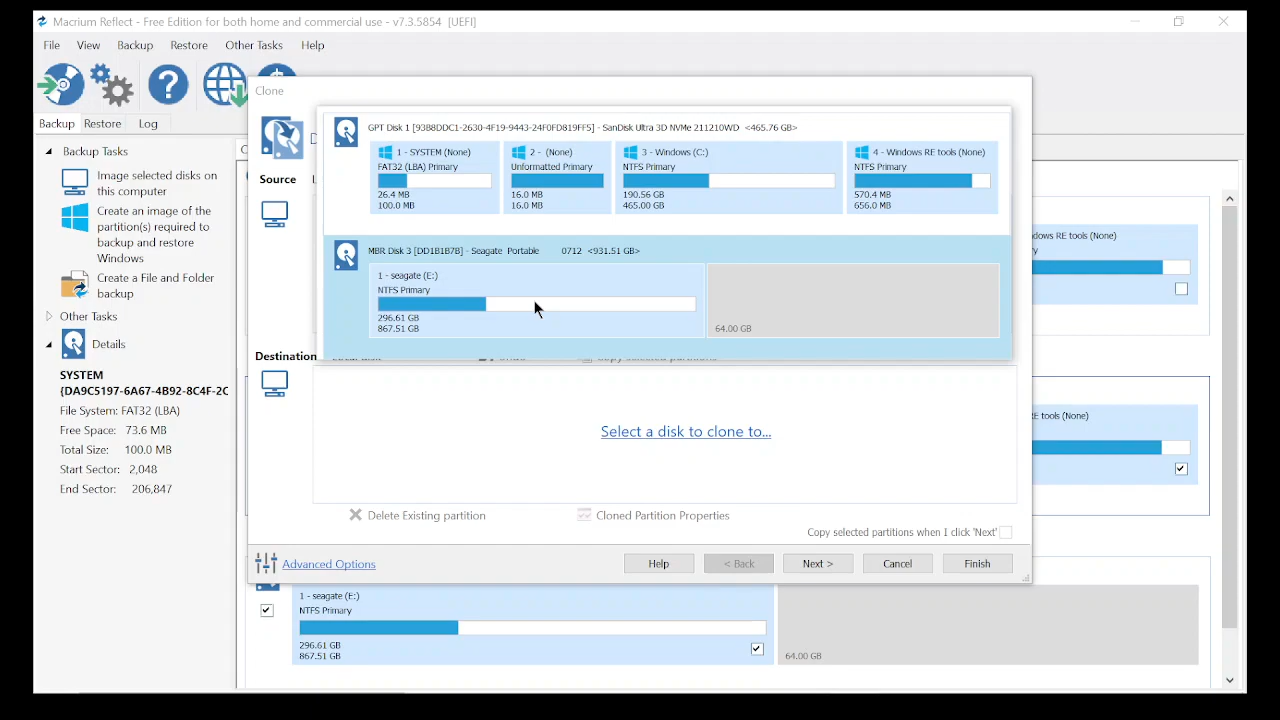 Macrium Reflect - Free Edition for both home and commercial use - v7.3.5854 [UEFI]
File View Backup Restore Other Tasks Help
Backup Restore Log
Backup Tasks
Image selected disks on
this computer
Create an image of the
partition(s) required to
backup and restore
Windows
Create a File and Folder
backup
Other Tasks
Details
SYSTEM
{DA9C5197-6A67-4B92-8C4F-2C
File System: FAT32 (LBA)
Free Space: 73.6 MB
Total Size: 100.0 MB
Start Sector: 2,048
End Sector: 206,847
Clone
Source
GPT Disk 1 [93B8DDC1-2630-4F19-9443-24F0FD819FF5] - SanDisk Ultra 3D NVMe 211210WD <465.76 GB>
1 - SYSTEM (None)
FAT32 (LBA) Primary
26.4 MB
100.0 MB
2 - (None)
Unformatted Primary
16.0 MB
16.0 MB
3 - Windows (C:)
NTFS Primary
190.56 GB
465.00 GB
4 - Windows RE tools (None)
NTFS Primary
570.4 MB
656.0 MB
MBR Disk 3 [DD1B1B7B] - Seagate Portable 0712 <931.51 GB>
1 - seagate (E:)
NTFS Primary
296.61 GB
867.51 GB
64.00 GB
Destination
Select a disk to clone to...
Delete Existing partition
Cloned Partition Properties
Copy selected partitions when I click 'Next'
Advanced Options
Help
< Back
Next >
Cancel
Finish
dows RE tools (None)
RE tools (None)
1 - seagate (E:)
NTFS Primary
296.61 GB
867.51 GB
64.00 GB